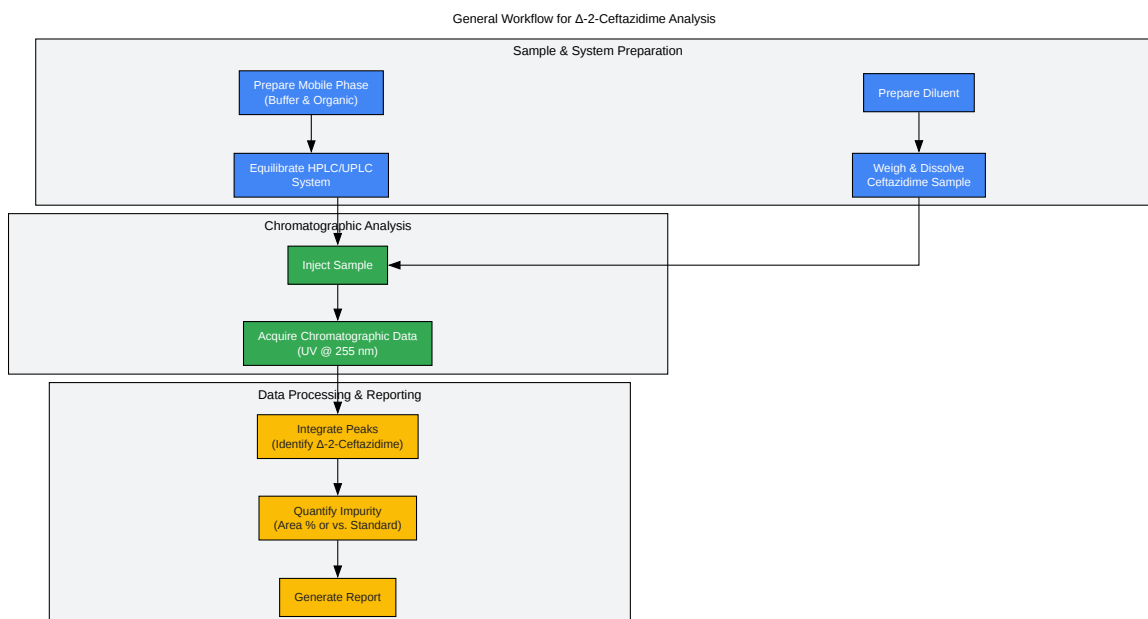 General Workflow for Δ-2-Ceftazidime Analysis
Sample & System Preparation
Prepare Mobile Phase
(Buffer & Organic)
Prepare Diluent
Equilibrate HPLC/UPLC
System
Weigh & Dissolve
Ceftazidime Sample
Chromatographic Analysis
Inject Sample
Acquire Chromatographic Data
(UV @ 255 nm)
Data Processing & Reporting
Integrate Peaks
(Identify Δ-2-Ceftazidime)
Quantify Impurity
(Area % or vs. Standard)
Generate Report